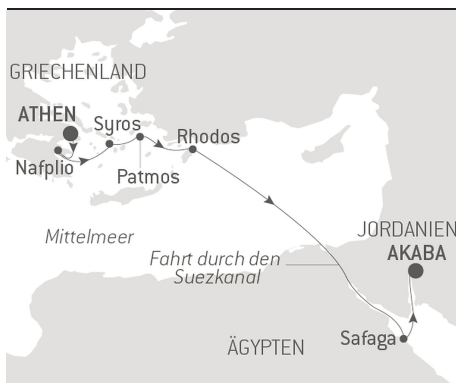 GRIECHENLAND
ATHEN
Syros
Rhodos
Nafplio
Patmos
Mittelmeer
Fahrt durch den
Suezkanal
JORDANIEN
AKABA
Safaga
ÄGYPTEN